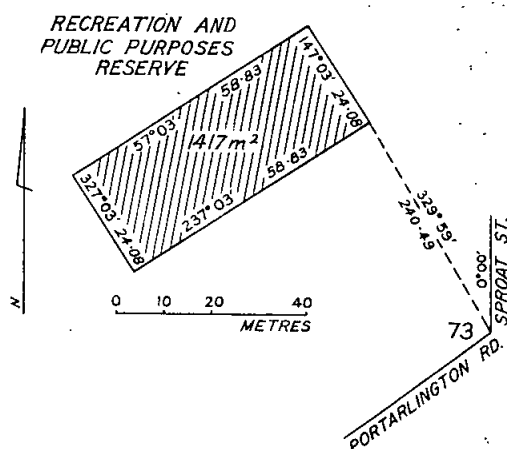 RECREATION AND
PUBLIC PURPOSES
RESERVE
57°03′ 58·83
147°03′ 24·08
1417m²
327°03′ 24·08
237°03′ 58·83
329°59′
240·49
0°00′
SPROAT ST.
73
PORTARLINGTON RD.
N
0 10 20 40
METRES